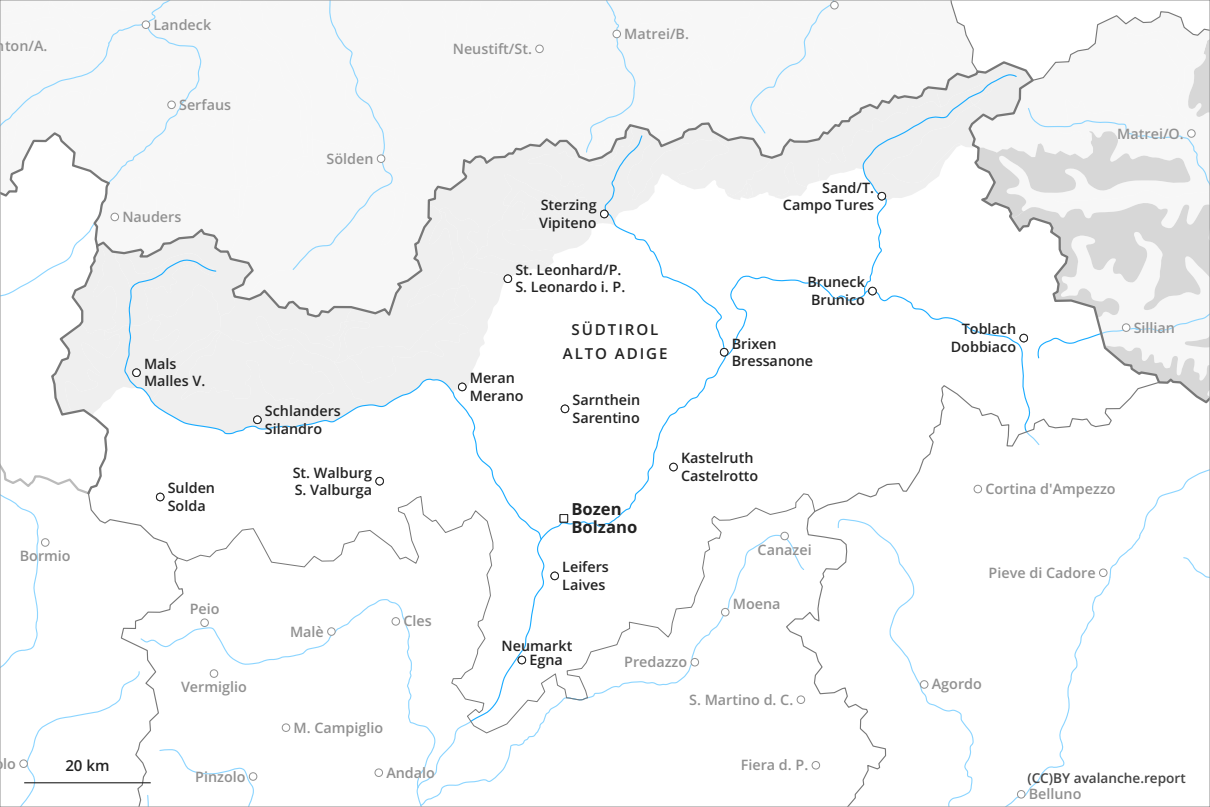 Landeck
nton/A.
Neustift/St.
Matrei/B.
Serfaus
Matrei/O.
Sölden
Nauders
Sterzing
Vipiteno
Sand/T.
Campo Tures
St. Leonhard/P.
S. Leonardo i. P.
Bruneck
Brunico
SÜDTIROL
ALTO ADIGE
Toblach
Dobbiaco
Sillian
Brixen
Bressanone
Mals
Malles V.
Meran
Merano
Sarnthein
Sarentino
Schlanders
Silandro
Kastelruth
Castelrotto
St. Walburg
S. Valburga
Sulden
Solda
Cortina d'Ampezzo
Bozen
Bolzano
Bormio
Canazei
Leifers
Laives
Pieve di Cadore
Peio
Moena
Malè
Cles
Neumarkt
Egna
Predazzo
Vermiglio
Agordo
S. Martino d. C.
M. Campiglio
olo
20 km
Pinzolo
Andalo
Fiera d. P.
(CC)BY avalanche.report
Belluno